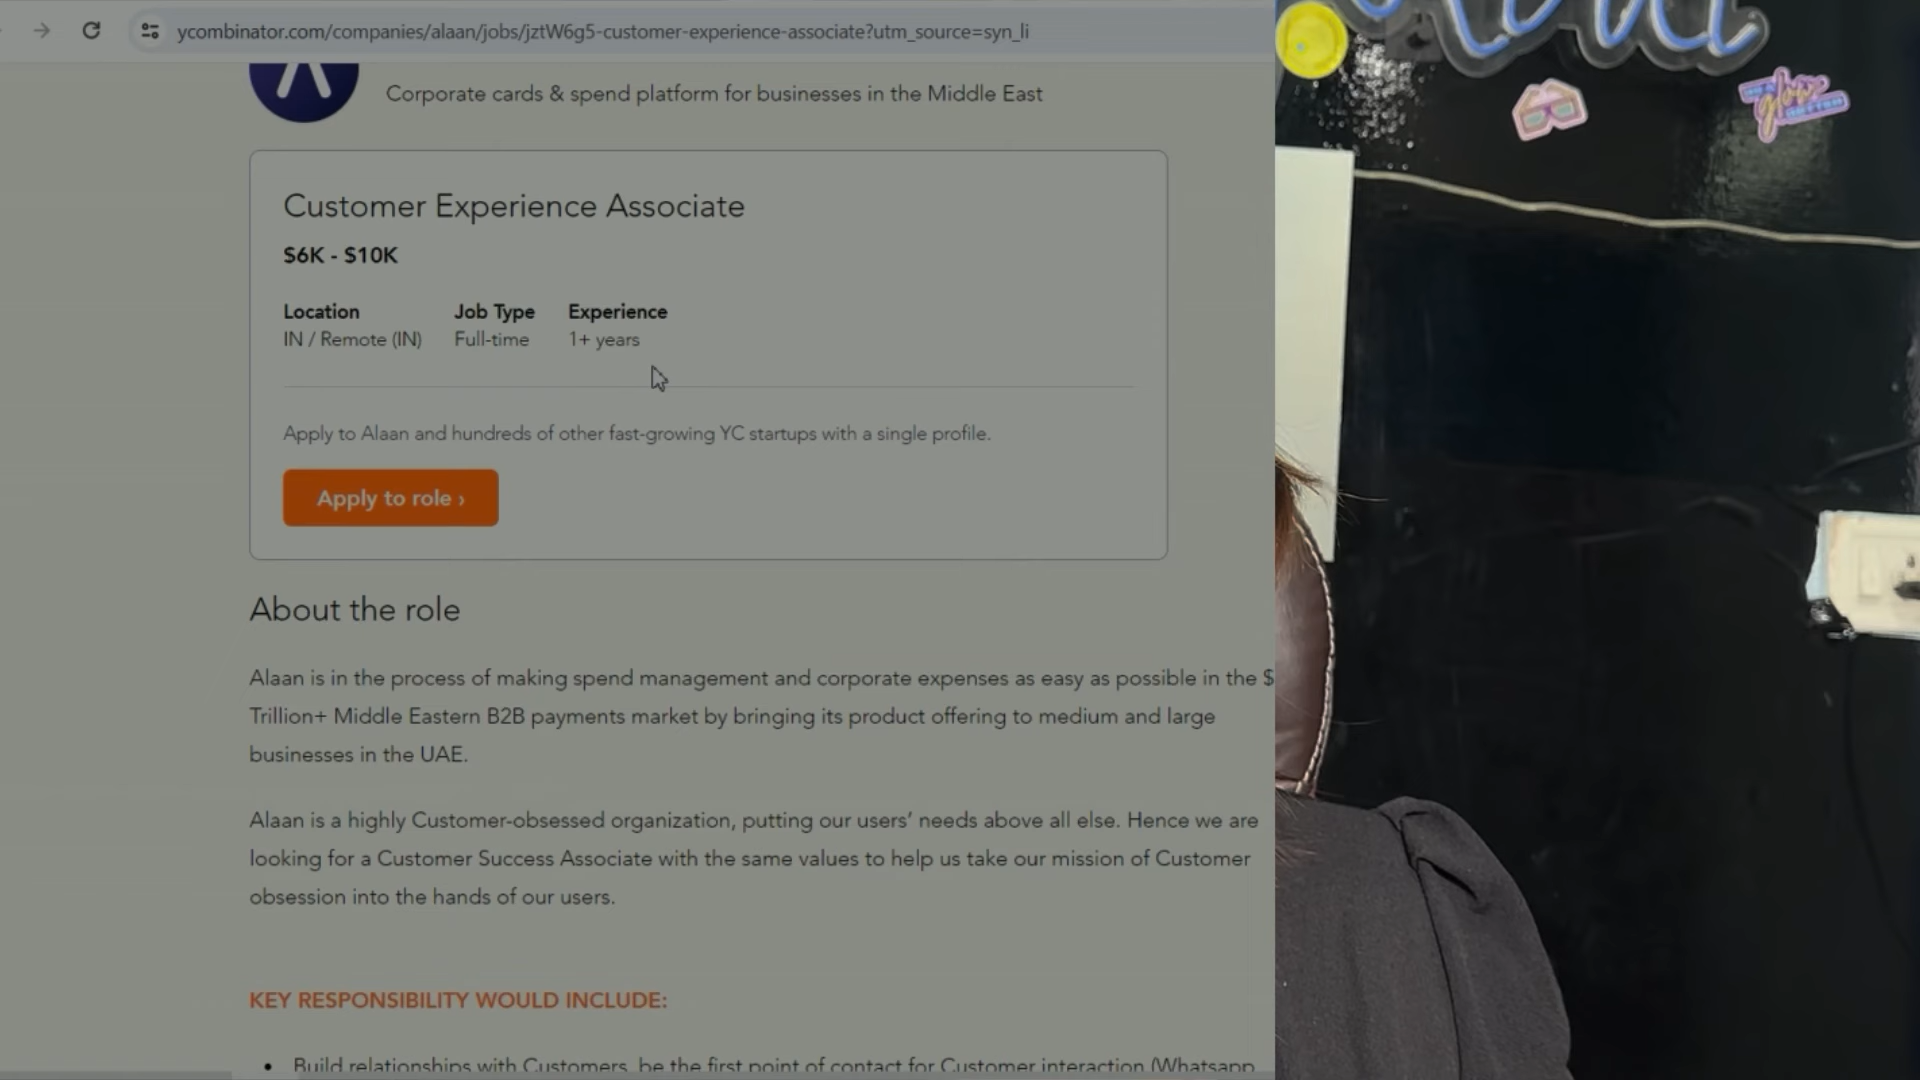 ycombinator.com/companies/alaan/jobs/jztW6g5-customer-experience-associate?utm_source=syn_li
Corporate cards & spend platform for businesses in the Middle East
Customer Experience Associate
$6K - $10K
Location Job Type Experience
IN / Remote (IN) Full-time 1+ years
Apply to Alaan and hundreds of other fast-growing YC startups with a single profile.
Apply to role ›
About the role
Alaan is in the process of making spend management and corporate expenses as easy as possible in the $
Trillion+ Middle Eastern B2B payments market by bringing its product offering to medium and large
businesses in the UAE.
Alaan is a highly Customer-obsessed organization, putting our users’ needs above all else. Hence we are
looking for a Customer Success Associate with the same values to help us take our mission of Customer
obsession into the hands of our users.
KEY RESPONSIBILITY WOULD INCLUDE:
• Build relationships with Customers, be the first point of contact for Customer interaction (Whatsapp,
glow